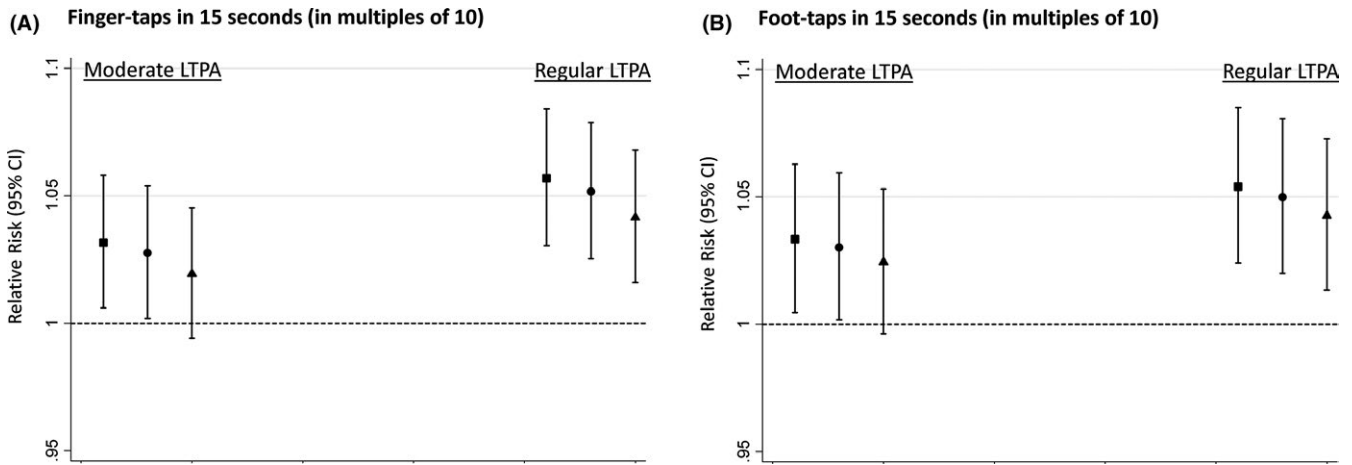 (A) Finger-taps in 15 seconds (in multiples of 10)
Moderate LTPA
Regular LTPA
Relative Risk (95% CI)
1.1
1.05
1
.95
(B) Foot-taps in 15 seconds (in multiples of 10)
Moderate LTPA
Regular LTPA
Relative Risk (95% CI)
1.1
1.05
1
.95